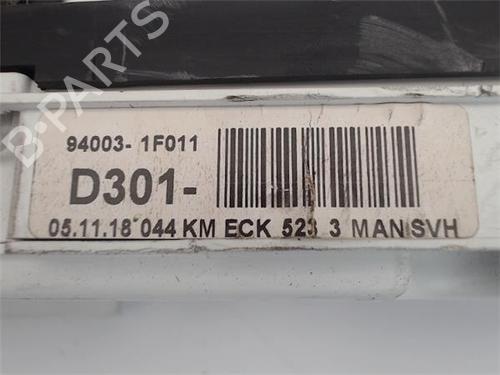 B-PARTS
94003- 1F011
D301-
05.11.18 044 KM ECK 523 3 MAN SVH